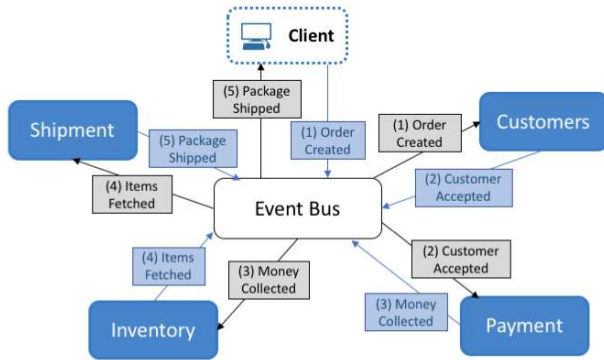 Client
(5) Package
Shipped
(1) Order
Created
Shipment
(5) Package
Shipped
(1) Order
Created
Customers
(4) Items
Fetched
(2) Customer
Accepted
Event Bus
(4) Items
Fetched
(3) Money
Collected
(2) Customer
Accepted
(3) Money
Collected
Inventory
Payment